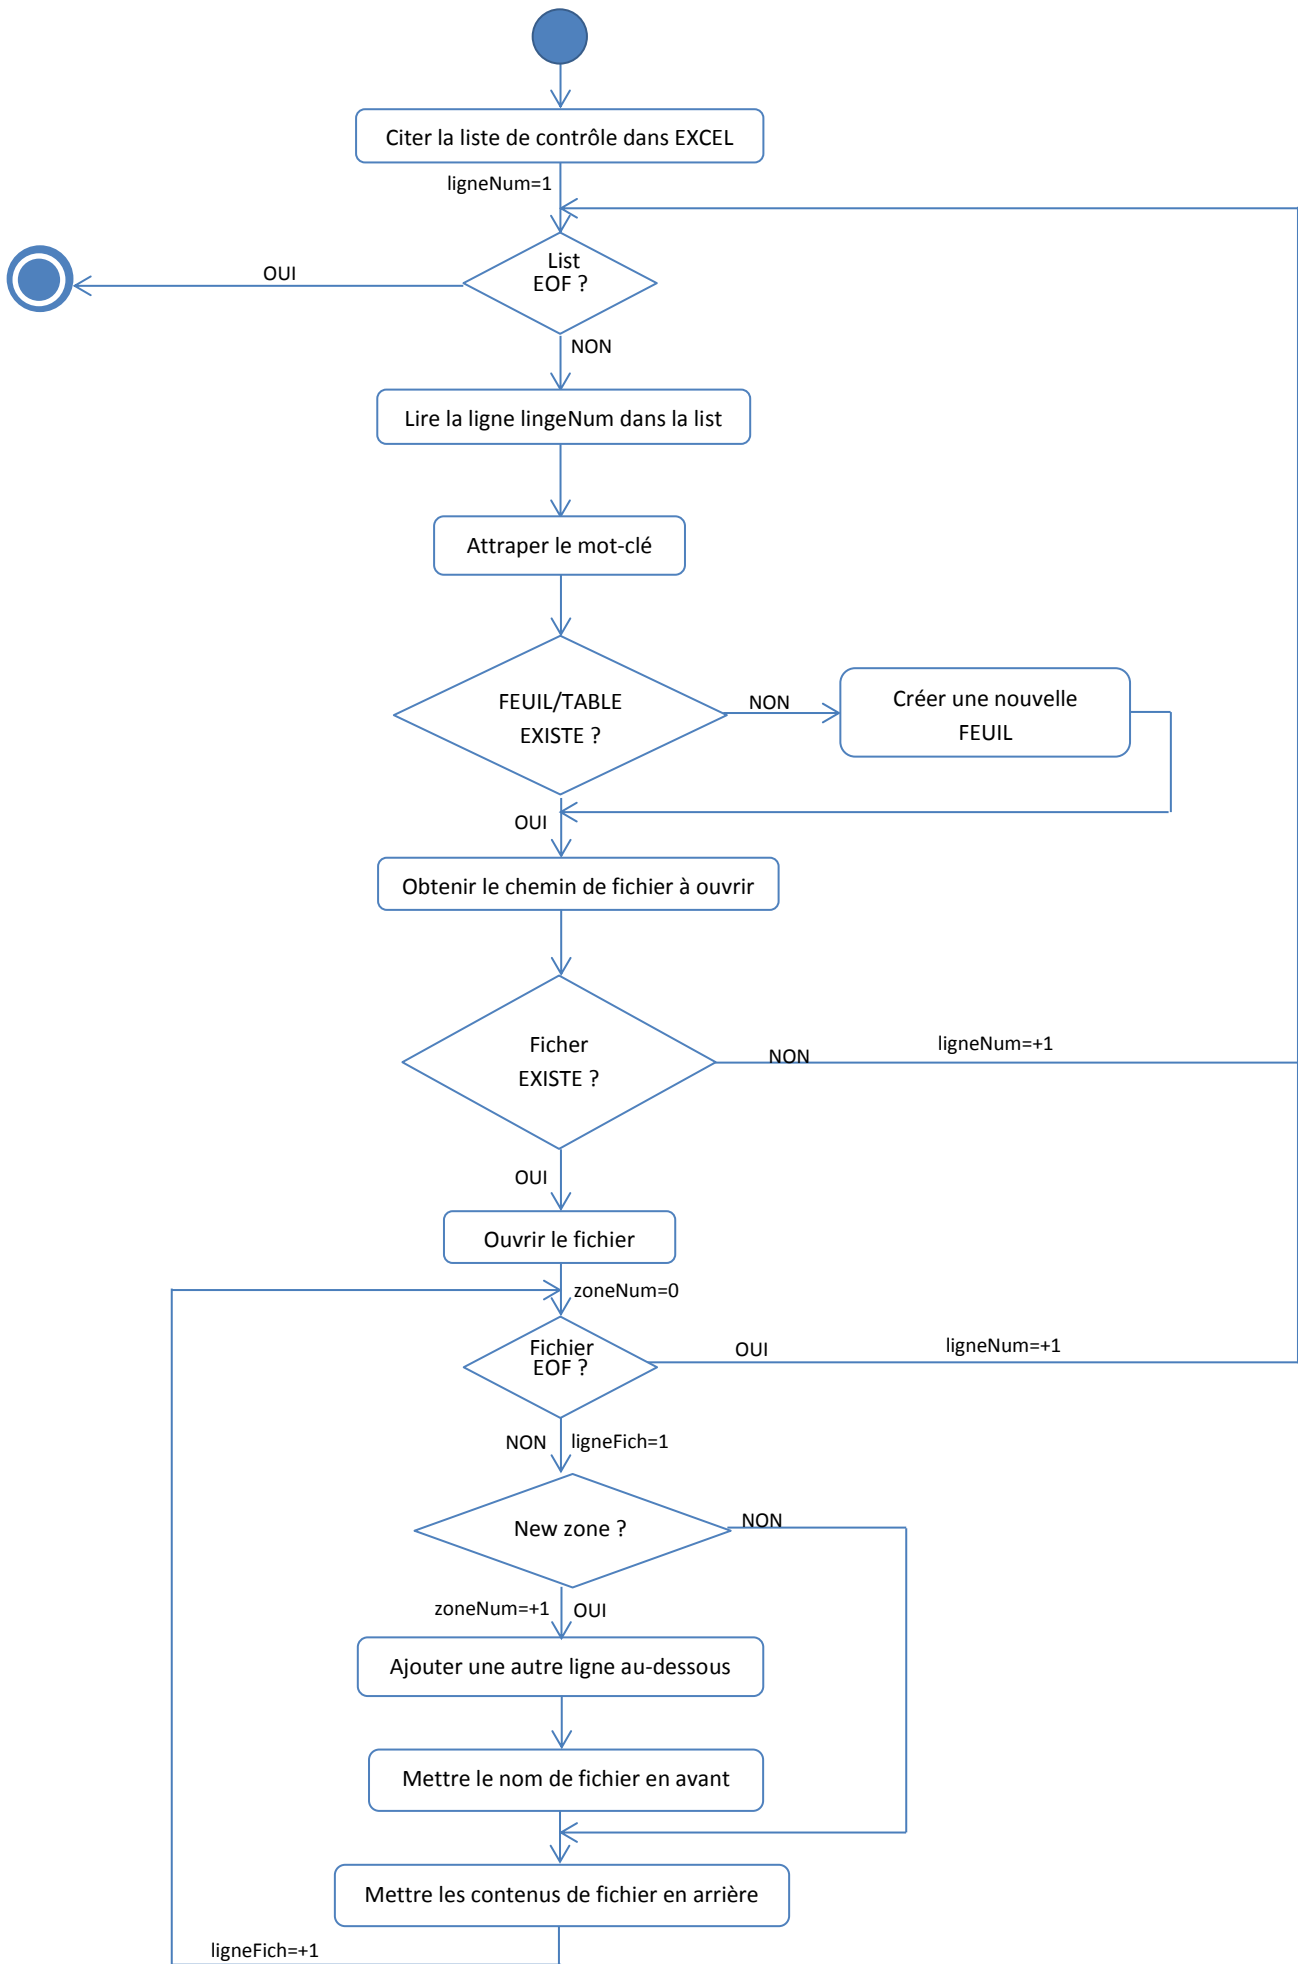 Citer la liste de contrôle dans EXCEL
ligneNum=1
List
EOF ?
OUI
NON
Lire la ligne lingeNum dans la list
Attraper le mot-clé
FEUIL/TABLE
EXISTE ?
NON
Créer une nouvelle
FEUIL
OUI
Obtenir le chemin de fichier à ouvrir
Ficher
EXISTE ?
NON
ligneNum=+1
OUI
Ouvrir le fichier
zoneNum=0
Fichier
EOF ?
OUI
ligneNum=+1
NON
ligneFich=1
New zone ?
NON
zoneNum=+1
OUI
Ajouter une autre ligne au-dessous
Mettre le nom de fichier en avant
Mettre les contenus de fichier en arrière
ligneFich=+1